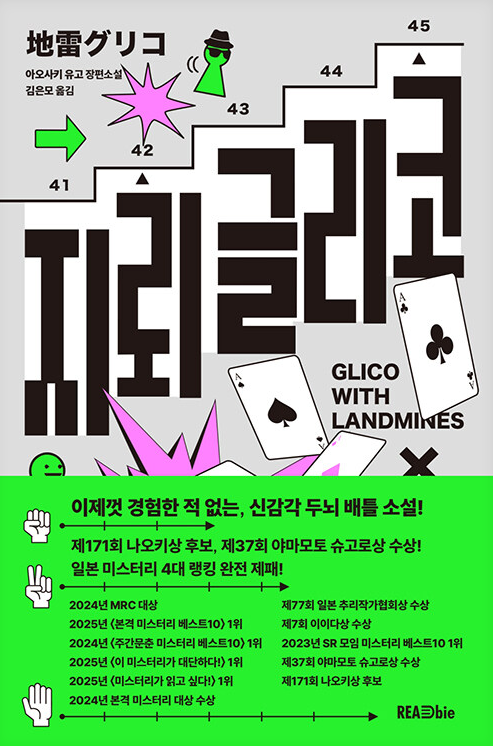 地雷グリコ
아오사키 유고 장편소설
김은모 옮김
41
42
43
44
45
지뢰 글리코
A
A
A
A
GLICO
WITH
LANDMINES
이제껏 경험한 적 없는, 신감각 두뇌 배틀 소설!
제171회 나오키상 후보, 제37회 야마모토 슈고로상 수상!
일본 미스터리 4대 랭킹 완전 제패!
2024년 MRC 대상
2025년 〈본격 미스터리 베스트10〉 1위
2024년 〈주간문춘 미스터리 베스트10〉 1위
2025년 〈이 미스터리가 대단하다!〉 1위
2025년 〈미스터리가 읽고 싶다!〉 1위
2024년 본격 미스터리 대상 수상
제77회 일본 추리작가협회상 수상
제7회 이이다상 수상
2023년 SR 모임 미스터리 베스트10 1위
제37회 야마모토 슈고로상 수상
제171회 나오키상 후보
READbie